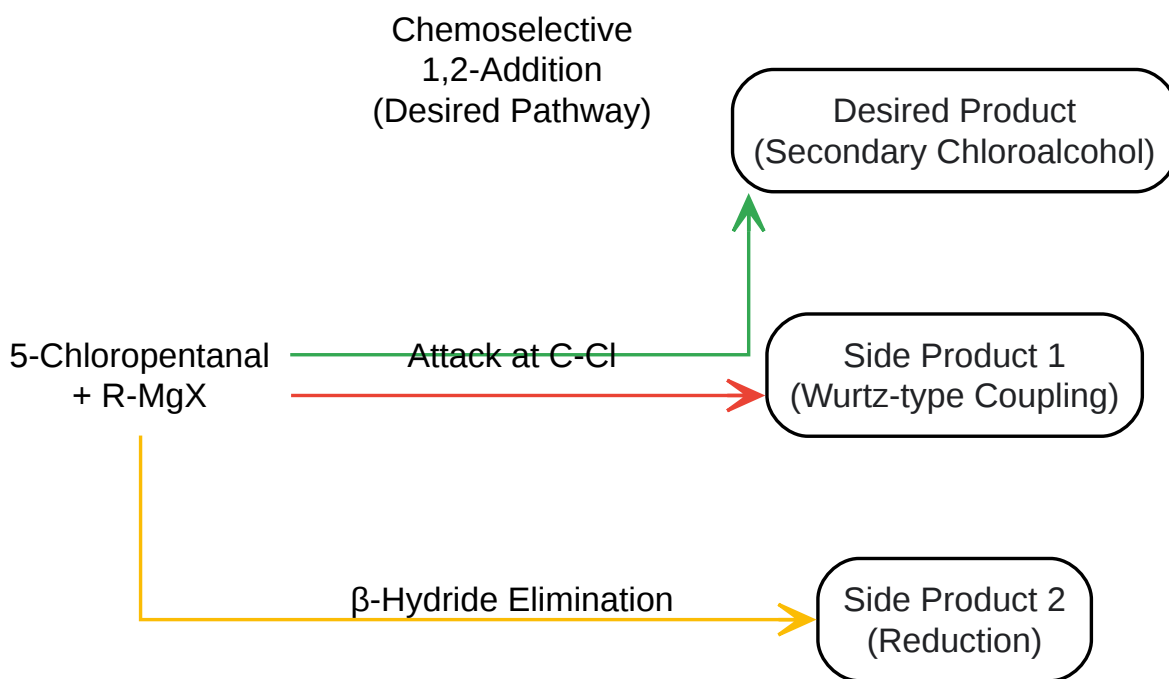 Chemoselective
1,2-Addition
(Desired Pathway)
Desired Product
(Secondary Chloroalcohol)
5-Chloropentanal
+ R-MgX
Attack at C-Cl
Side Product 1
(Wurtz-type Coupling)
β-Hydride Elimination
Side Product 2
(Reduction)